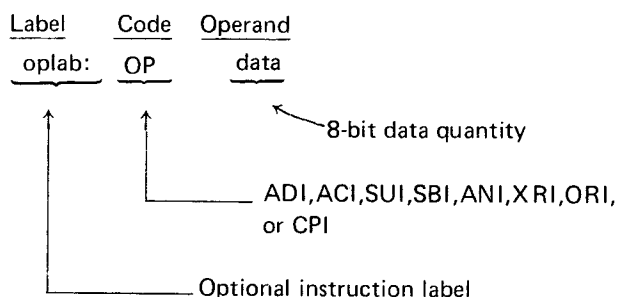 Label Code Operand
oplab: OP data
8-bit data quantity
ADI,ACI,SUI,SBI,ANI,XRI,ORI,
or CPI
Optional instruction label